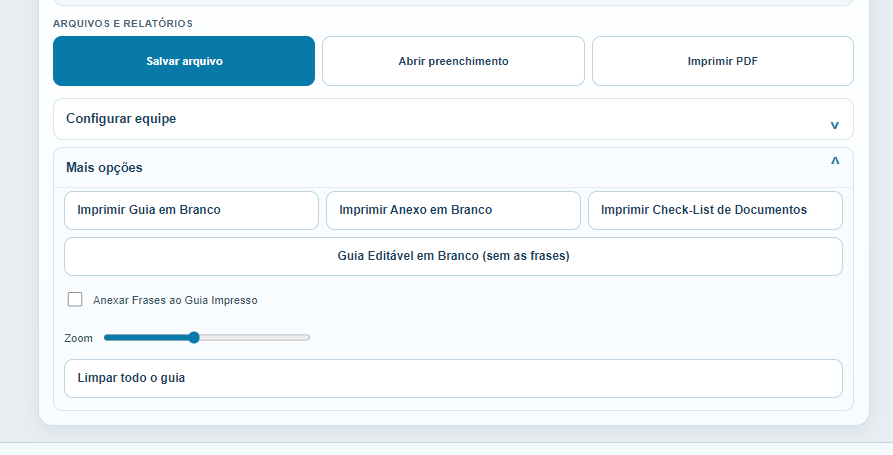 ARQUIVOS E RELATÓRIOS
Salvar arquivo
Abrir preenchimento
Imprimir PDF
Configurar equipe
Mais opções
Imprimir Guia em Branco
Imprimir Anexo em Branco
Imprimir Check-List de Documentos
Guia Editável em Branco (sem as frases)
Anexar Frases ao Guia Impresso
Zoom
Limpar todo o guia